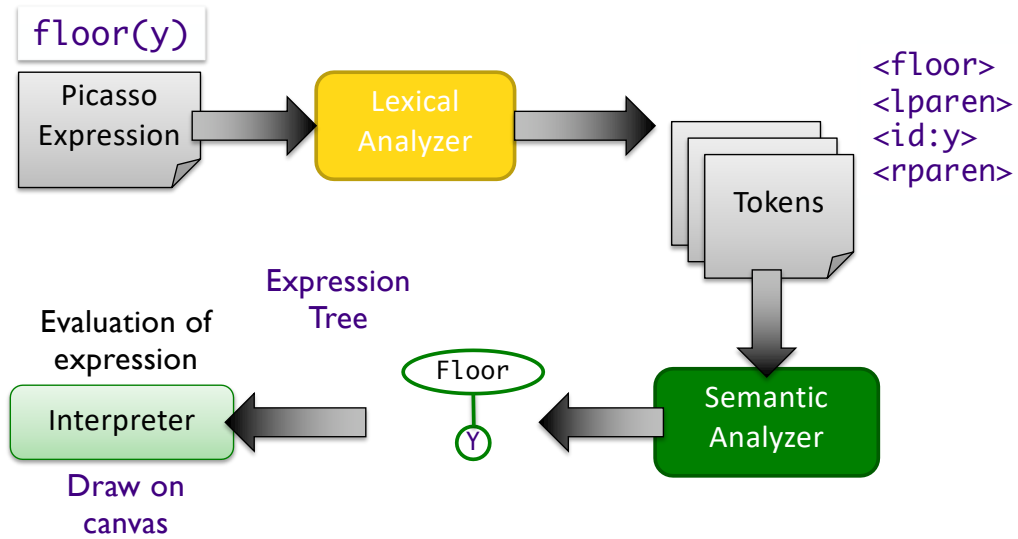 floor(y)
Picasso
Expression
Lexical
Analyzer
<floor>
<lparen>
<id:y>
<rparen>
Tokens
Expression
Tree
Evaluation of
expression
Floor
Y
Interpreter
Semantic
Analyzer
Draw on
canvas